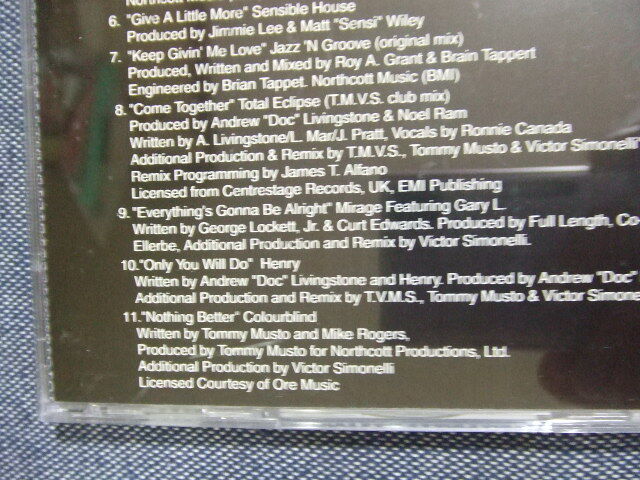 Northcott Music
6. "Give A Little More" Sensible House
Produced by Jimmie Lee & Matt "Sensi" Wiley
7. "Keep Givin' Me Love" Jazz 'N Groove (original mix)
Produced, Written and Mixed by Roy A. Grant & Brain Tappert
Engineered by Brian Tappet. Northcott Music (BMI)
8. "Come Together" Total Eclipse (T.M.V.S. club mix)
Produced by Andrew "Doc" Livingstone & Noel Ram
Written by A. Livingstone/L. Mar/J. Pratt, Vocals by Ronnie Canada
Additional Production & Remix by T.M.V.S., Tommy Musto & Victor Simonelli
Remix Programming by James T. Alfano
Licensed from Centrestage Records, UK, EMI Publishing
9. "Everything's Gonna Be Alright" Mirage Featuring Gary L.
Written by George Lockett, Jr. & Curt Edwards. Produced by Full Length, Co-
Ellerbe, Additional Production and Remix by Victor Simonelli.
10. "Only You Will Do" Henry
Written by Andrew "Doc" Livingstone and Henry. Produced by Andrew "Doc"
Additional Production and Remix by T.V.M.S., Tommy Musto & Victor Simone
11. "Nothing Better" Colourblind
Written by Tommy Musto and Mike Rogers,
Produced by Tommy Musto for Northcott Productions, Ltd.
Additional Production by Victor Simonelli
Licensed Courtesy of Ore Music